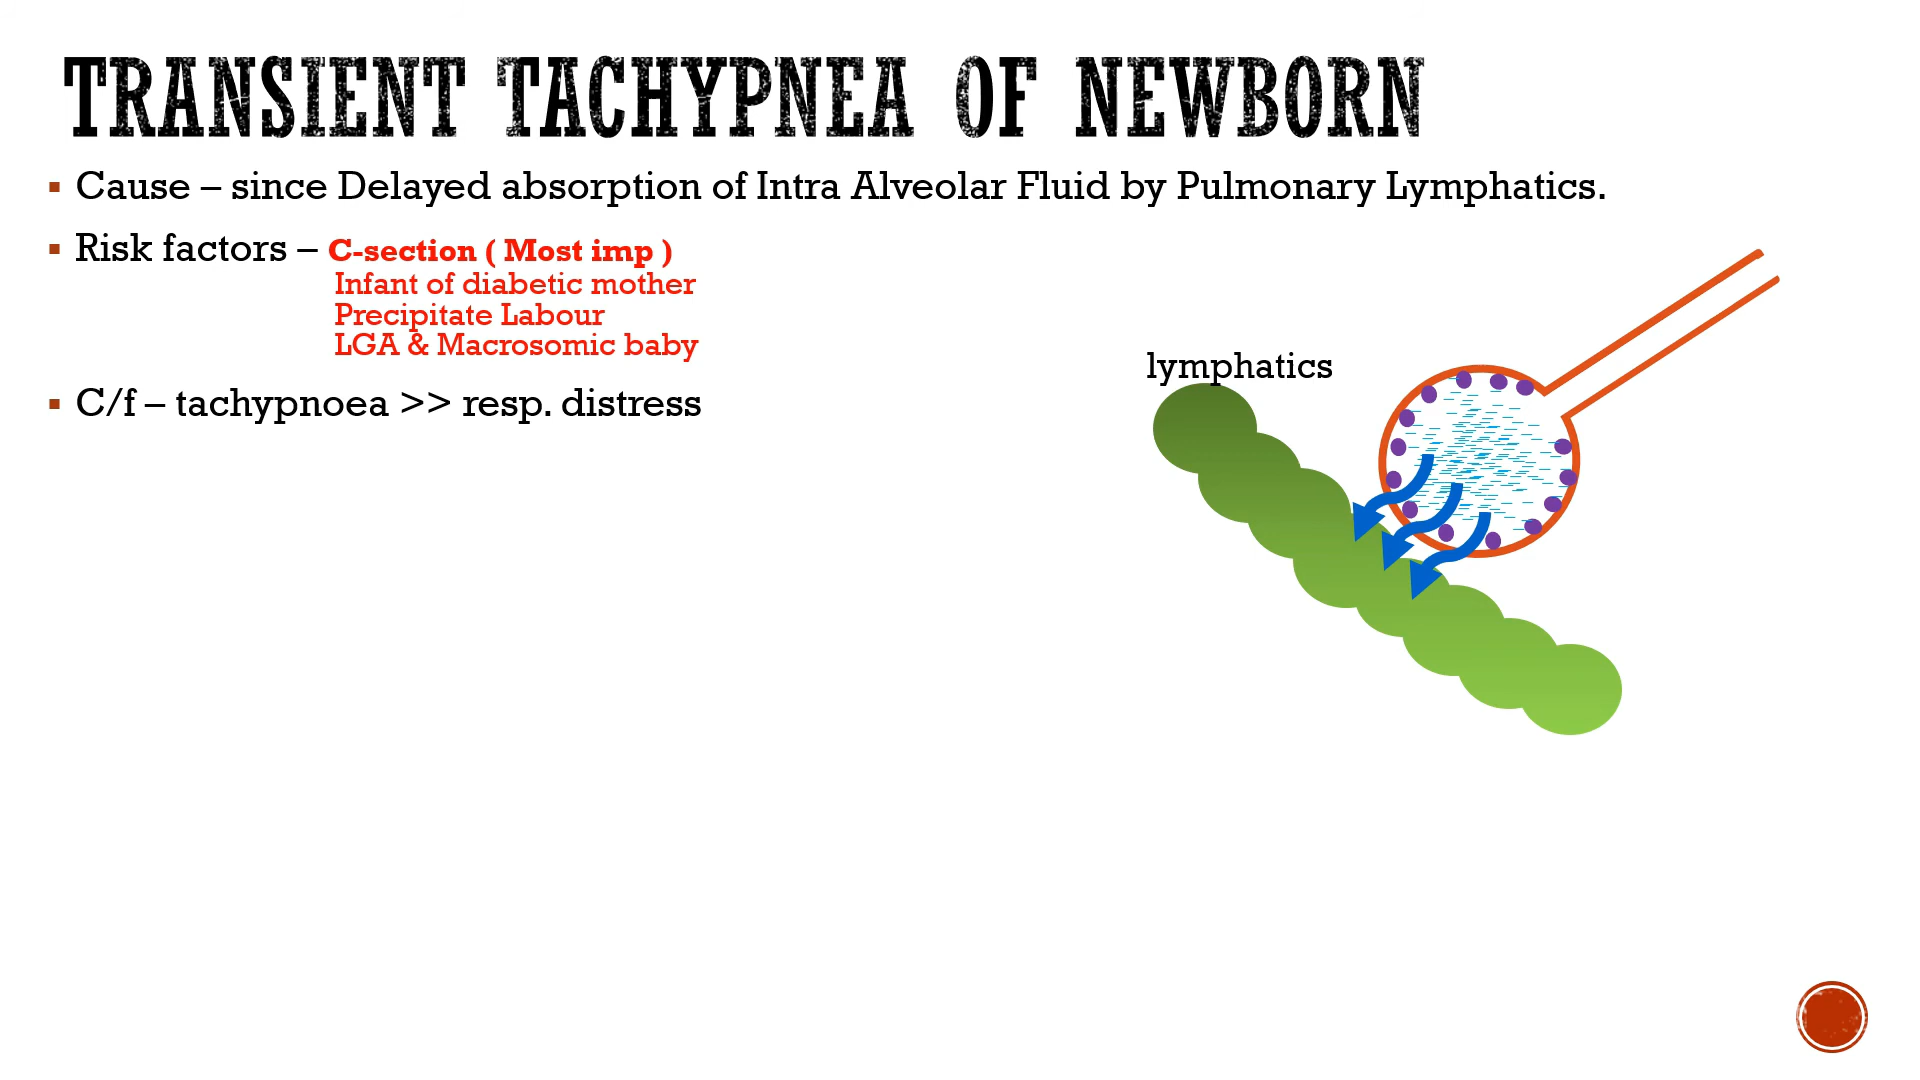 TRANSIENT TACHYPNEA OF NEWBORN
▪ Cause – since Delayed absorption of Intra Alveolar Fluid by Pulmonary Lymphatics.
▪ Risk factors – C-section ( Most imp )
Infant of diabetic mother
Precipitate Labour
LGA & Macrosomic baby
▪ C/f – tachypnoea >> resp. distress
lymphatics